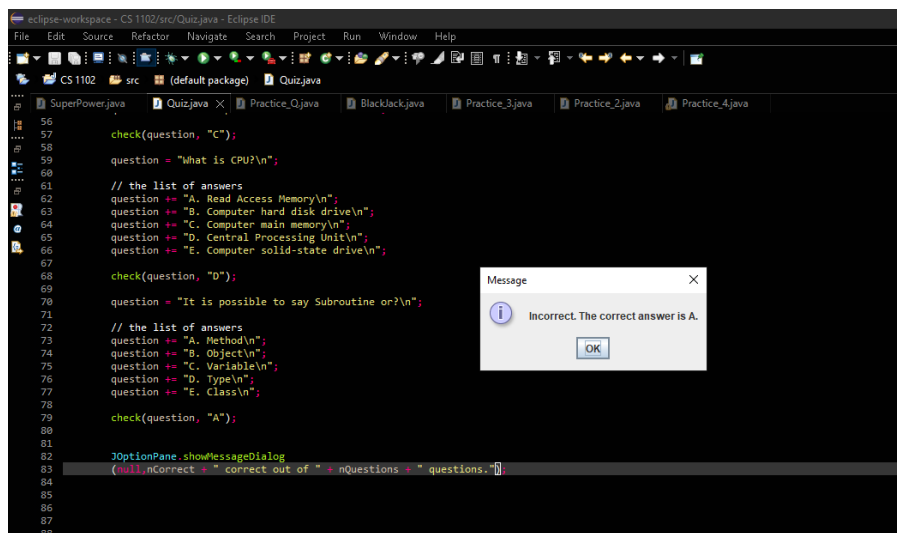 eclipse-workspace - CS 1102/src/Quiz.java - Eclipse IDE
File Edit Source Refactor Navigate Search Project Run Window Help
CS 1102 src (default package) Quiz.java
SuperPower.java Quiz.java Practice_Q.java BlackJack.java Practice_3.java Practice_2.java Practice_4.java
56
57 check(question, "C");
58
59 question = "What is CPU?\n";
60
61 // the list of answers
62 question += "A. Read Access Memory\n";
63 question += "B. Computer hard disk drive\n";
64 question += "C. Computer main memory\n";
65 question += "D. Central Processing Unit\n";
66 question += "E. Computer solid-state drive\n";
67
68 check(question, "D");
69
70 question = "It is possible to say Subroutine or?\n";
71
72 // the list of answers
73 question += "A. Method\n";
74 question += "B. Object\n";
75 question += "C. Variable\n";
76 question += "D. Type\n";
77 question += "E. Class\n";
78
79 check(question, "A");
80
81
82 JOptionPane.showMessageDialog
83 (null,nCorrect + " correct out of " + nQuestions + " questions.");
84
85
86
87
88
Message
Incorrect. The correct answer is A.
OK